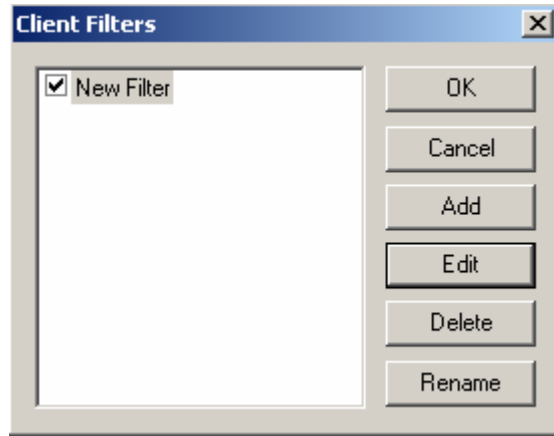 Client Filters
New Filter
OK
Cancel
Add
Edit
Delete
Rename